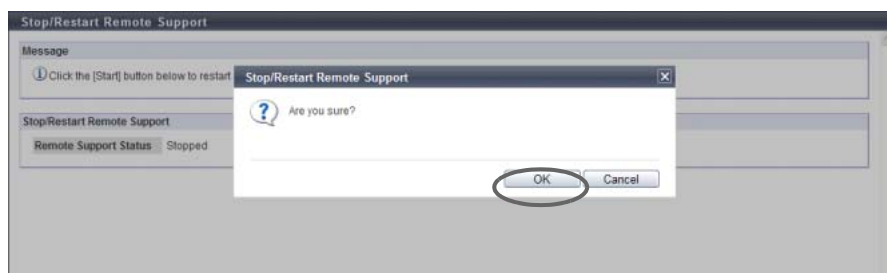 Stop/Restart Remote Support
Message
Click the [Start] button below to restart
Stop/Restart Remote Support
Are you sure?
OK Cancel
Stop/Restart Remote Support
Remote Support Status Stopped